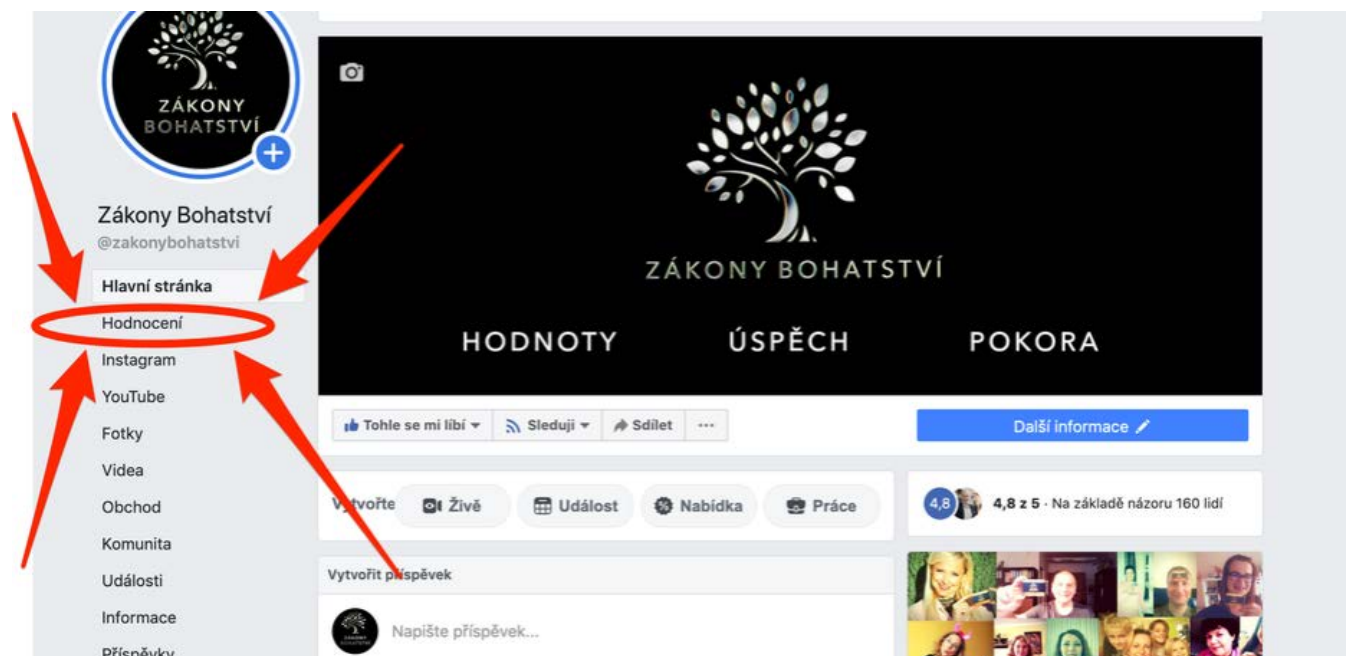 ZÁKONY
BOHATSTVÍ
Zákony Bohatství
@zakonybohatstvi
Hlavní stránka
Hodnocení
Instagram
YouTube
Fotky
Videa
Obchod
Komunita
Události
Informace
Příspěvky
ZÁKONY BOHATSTVÍ
HODNOTY ÚSPĚCH POKORA
Tohle se mi líbí Sleduji Sdílet ...
Další informace
Vytvořte Živě Událost Nabídka Práce
Vytvořit příspěvek
Napište příspěvek...
4,8 4,8 z 5 · Na základě názoru 160 lidí